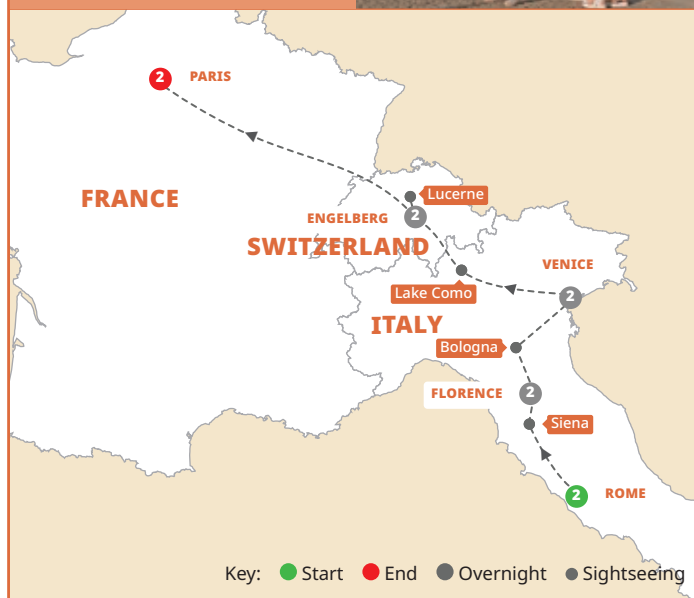 2 PARIS
FRANCE
Lucerne
ENGELBERG 2
SWITZERLAND
VENICE
Lake Como
2
ITALY
Bologna
FLORENCE 2
Siena
2 ROME
Key: Start End Overnight Sightseeing